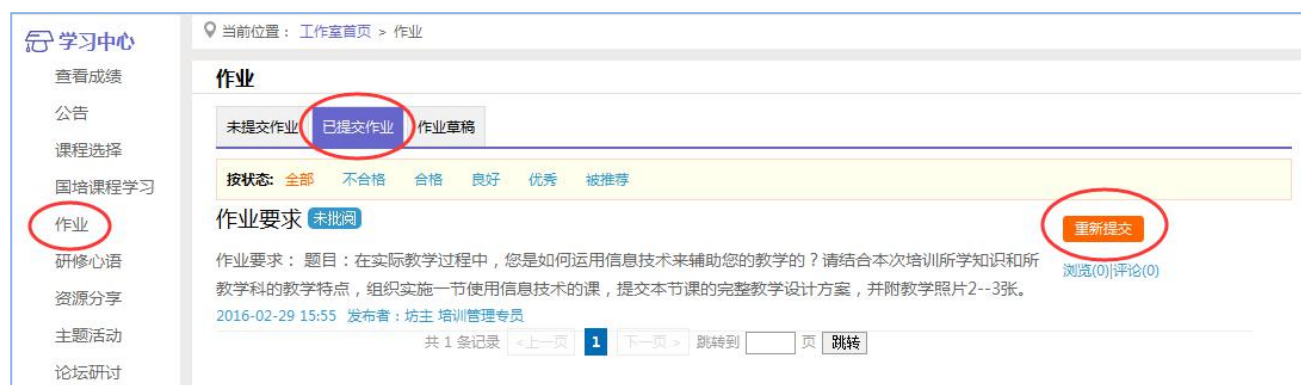 学习中心
查看成绩
公告
课程选择
国培课程学习
作业
研修心语
资源分享
主题活动
论坛研讨
当前位置： 工作室首页 > 作业
作业
未提交作业 已提交作业 作业草稿
按状态: 全部 不合格 合格 良好 优秀 被推荐
作业要求 未批阅
重新提交
浏览(0)|评论(0)
作业要求： 题目：在实际教学过程中，您是如何运用信息技术来辅助您的教学的？请结合本次培训所学知识和所
教学科的教学特点，组织实施一节使用信息技术的课，提交本节课的完整教学设计方案，并附教学照片2--3张。
2016-02-29 15:55 发布者：坊主 培训管理专员
共 1 条记录 <上一页 1 下一页> 跳转到 页 跳转